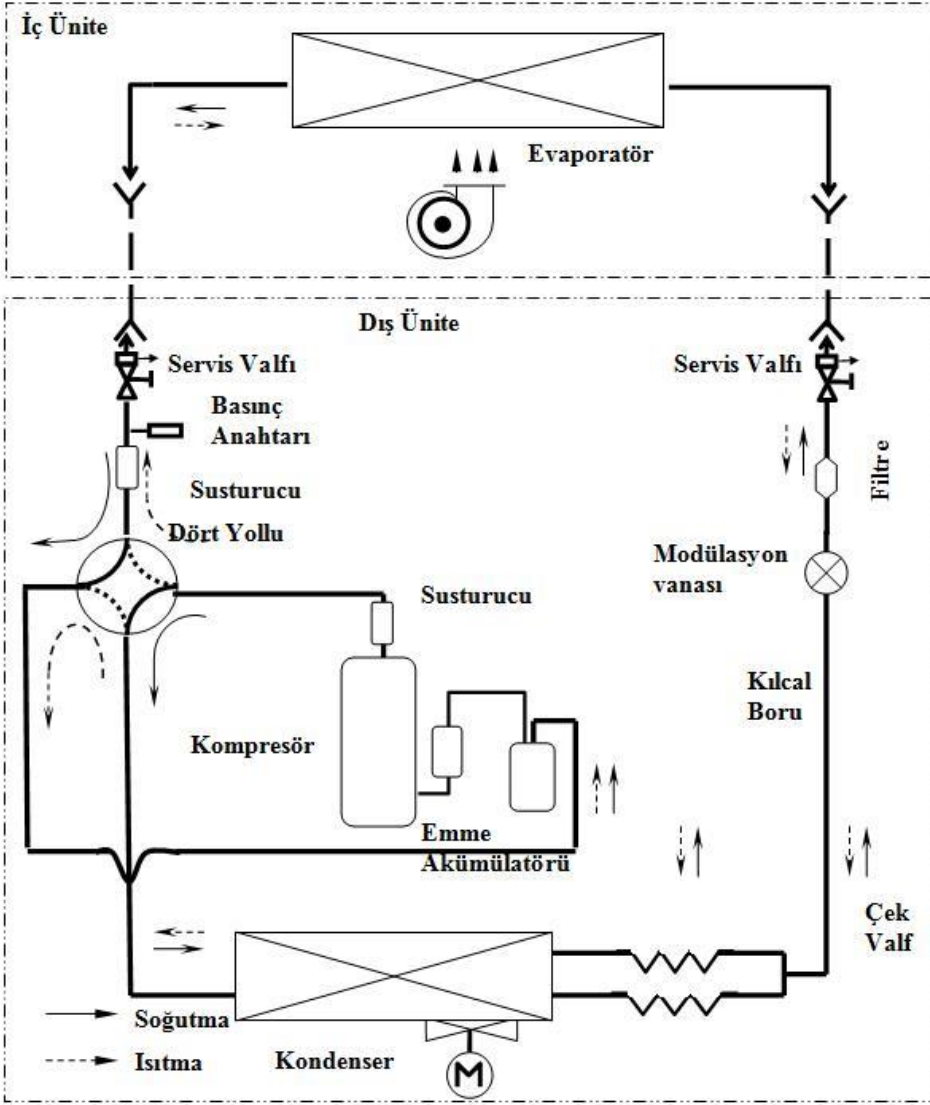 İç Ünite
Evaporatör
Dış Ünite
Servis Valfı
Servis Valfı
Basınç
Anahtarı
Susturucu
Dört Yollu
Filtre
Modülasyon
vanası
Susturucu
Kılcal
Boru
Kompresör
Emme
Akümülatörü
Çek
Valf
Soğutma
Isıtma
Kondenser
M